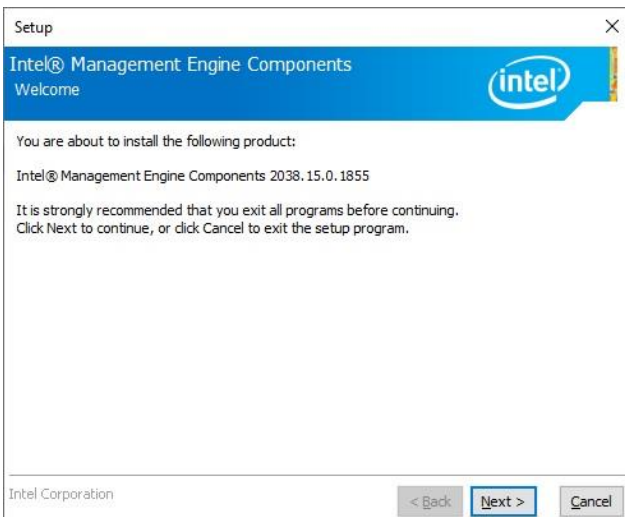 Setup
Intel® Management Engine Components
Welcome
intel
You are about to install the following product:
Intel® Management Engine Components 2038.15.0.1855
It is strongly recommended that you exit all programs before continuing.
Click Next to continue, or click Cancel to exit the setup program.
Intel Corporation
< Back Next > Cancel